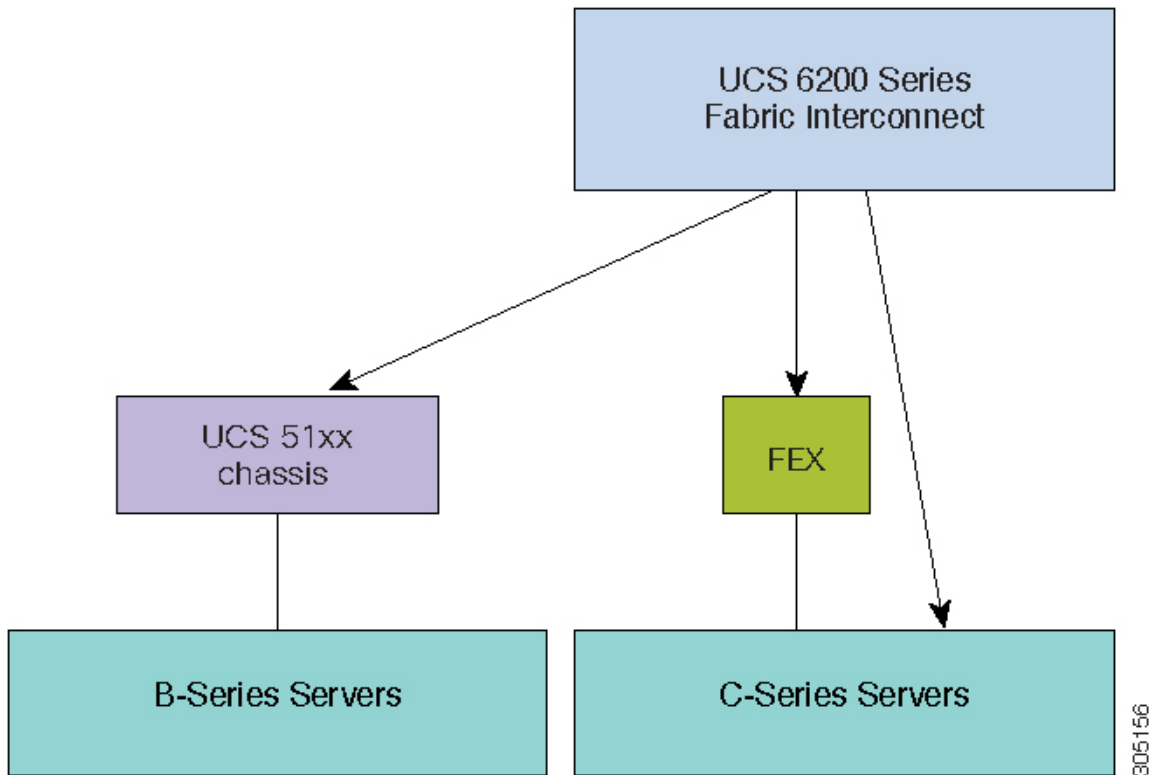 UCS 6200 Series
Fabric Interconnect
UCS 51xx
chassis
FEX
B-Series Servers
C-Series Servers
305156